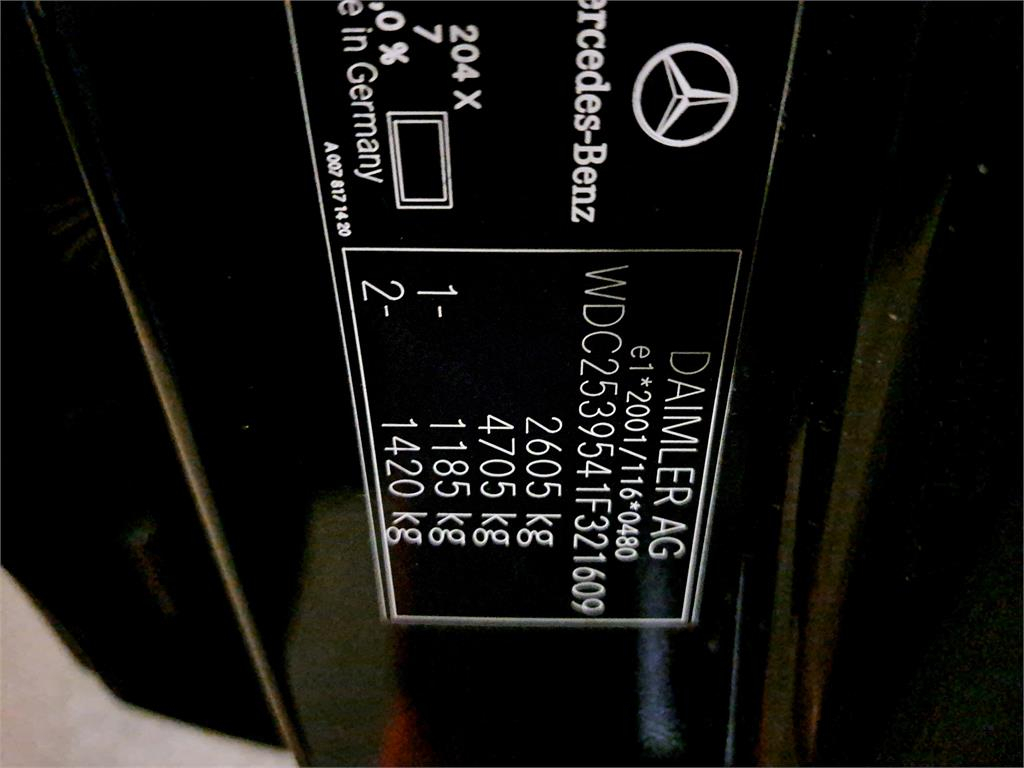 ercedes-Benz
204 X
7
,0 %
e in Germany
A 007 817 14 20
DAIMLER AG
e1*2001/116*0480
WDC2539541F321609
2605 kg
4705 kg
1- 1185 kg
2- 1420 kg